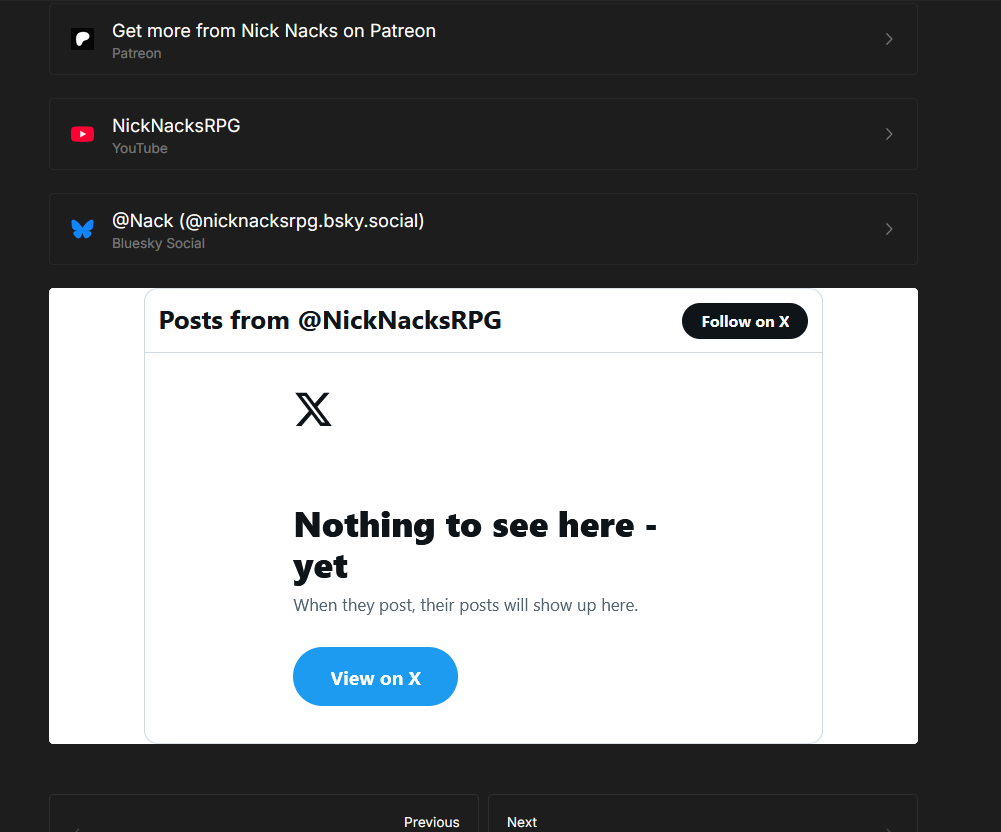 Get more from Nick Nacks on Patreon
Patreon
NickNacksRPG
YouTube
@Nack (@nicknacksrpg.bsky.social)
Bluesky Social
Posts from @NickNacksRPG
Follow on X
Nothing to see here -
yet
When they post, their posts will show up here.
View on X
Previous
Next